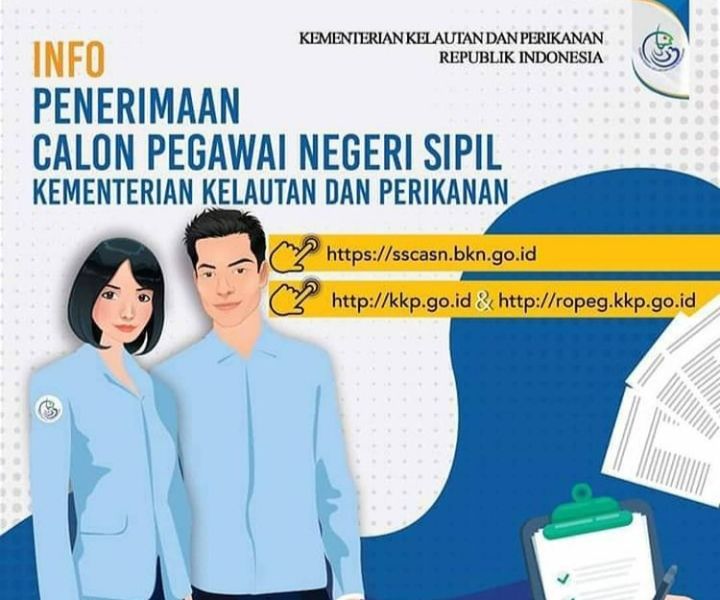 KEMENTERIAN KELAUTAN DAN PERIKANAN
REPUBLIK INDONESIA
INFO
PENERIMAAN
CALON PEGAWAI NEGERI SIPIL
KEMENTERIAN KELAUTAN DAN PERIKANAN
https://sscasn.bkn.go.id
http://kkp.go.id & http://ropeg.kkp.go.id